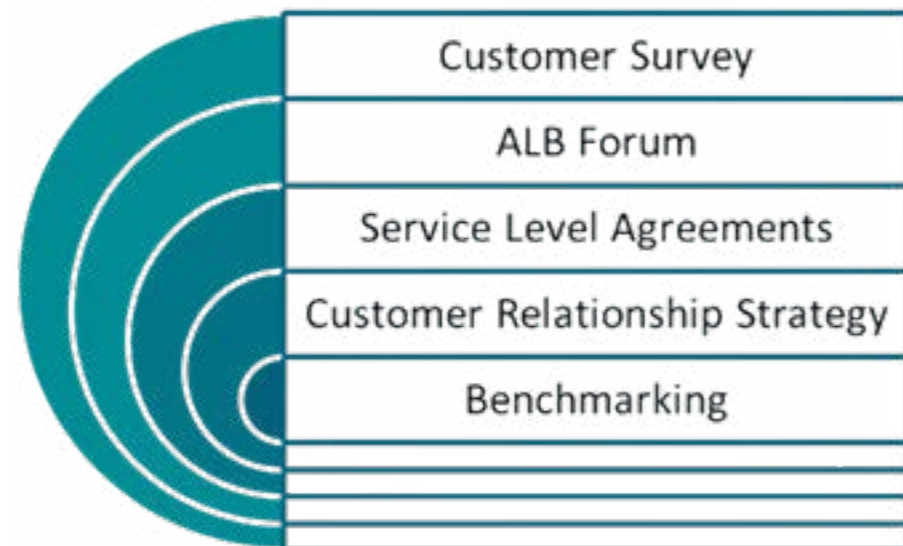 Customer Survey
ALB Forum
Service Level Agreements
Customer Relationship Strategy
Benchmarking